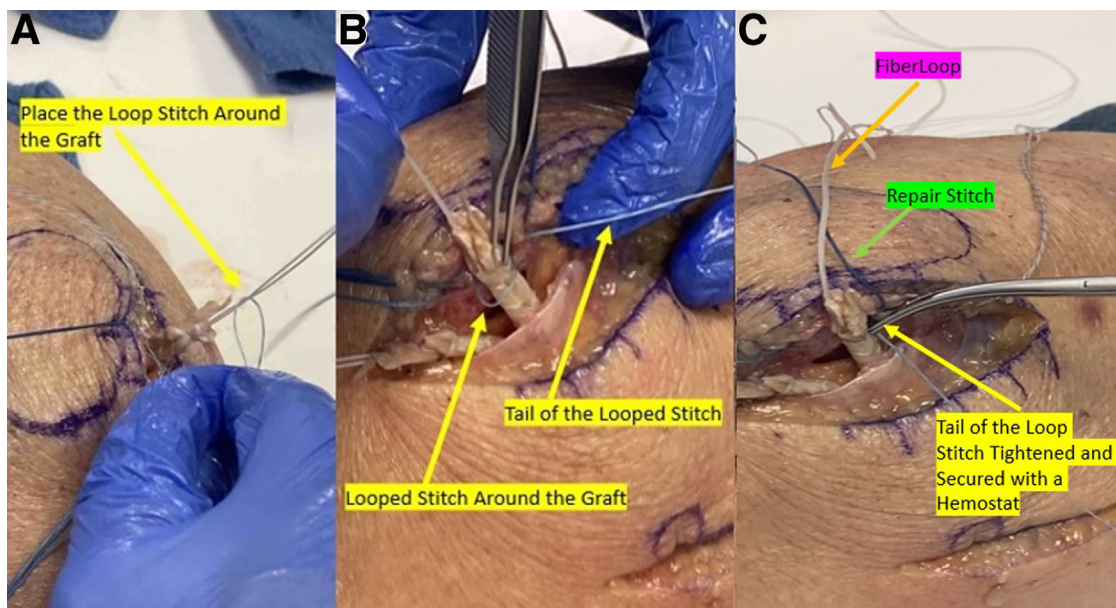 A
Place the Loop Stitch Around
the Graft
B
Tail of the Looped Stitch
Looped Stitch Around the Graft
C
FiberLoop
Repair Stitch
Tail of the Loop
Stitch Tightened and
Secured with a
Hemostat